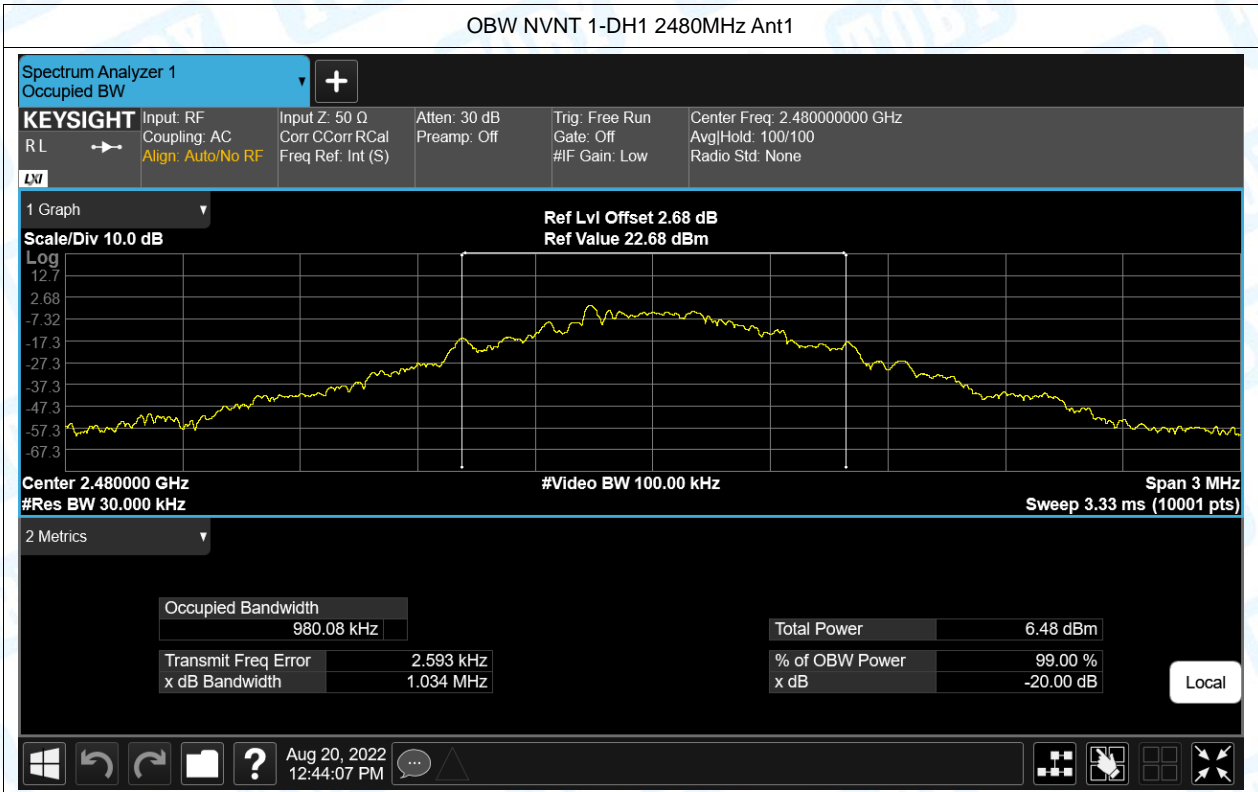 OBW NVNT 1-DH1 2480MHz Ant1
Spectrum Analyzer 1
Occupied BW
KEYSIGHT
R L
LXI
Input: RF
Coupling: AC
Align: Auto/No RF
Input Z: 50 Ω
Corr CCorr RCal
Freq Ref: Int (S)
Atten: 30 dB
Preamp: Off
Trig: Free Run
Gate: Off
#IF Gain: Low
Center Freq: 2.480000000 GHz
Avg|Hold: 100/100
Radio Std: None
1 Graph
Scale/Div 10.0 dB
Ref Lvl Offset 2.68 dB
Ref Value 22.68 dBm
Log
12.7
2.68
-7.32
-17.3
-27.3
-37.3
-47.3
-57.3
-67.3
Center 2.480000 GHz
#Video BW 100.00 kHz
Span 3 MHz
#Res BW 30.000 kHz
Sweep 3.33 ms (10001 pts)
2 Metrics
Occupied Bandwidth
980.08 kHz
Total Power 6.48 dBm
Transmit Freq Error 2.593 kHz
% of OBW Power 99.00 %
x dB Bandwidth 1.034 MHz
x dB -20.00 dB
Local
Aug 20, 2022
12:44:07 PM